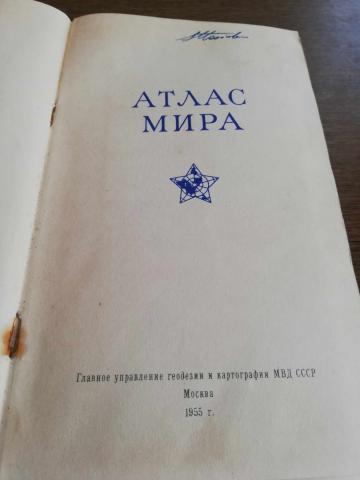 АТЛАС
МИРА
Главное управление геодезии и картографии МВД СССР
Москва
1955 г.